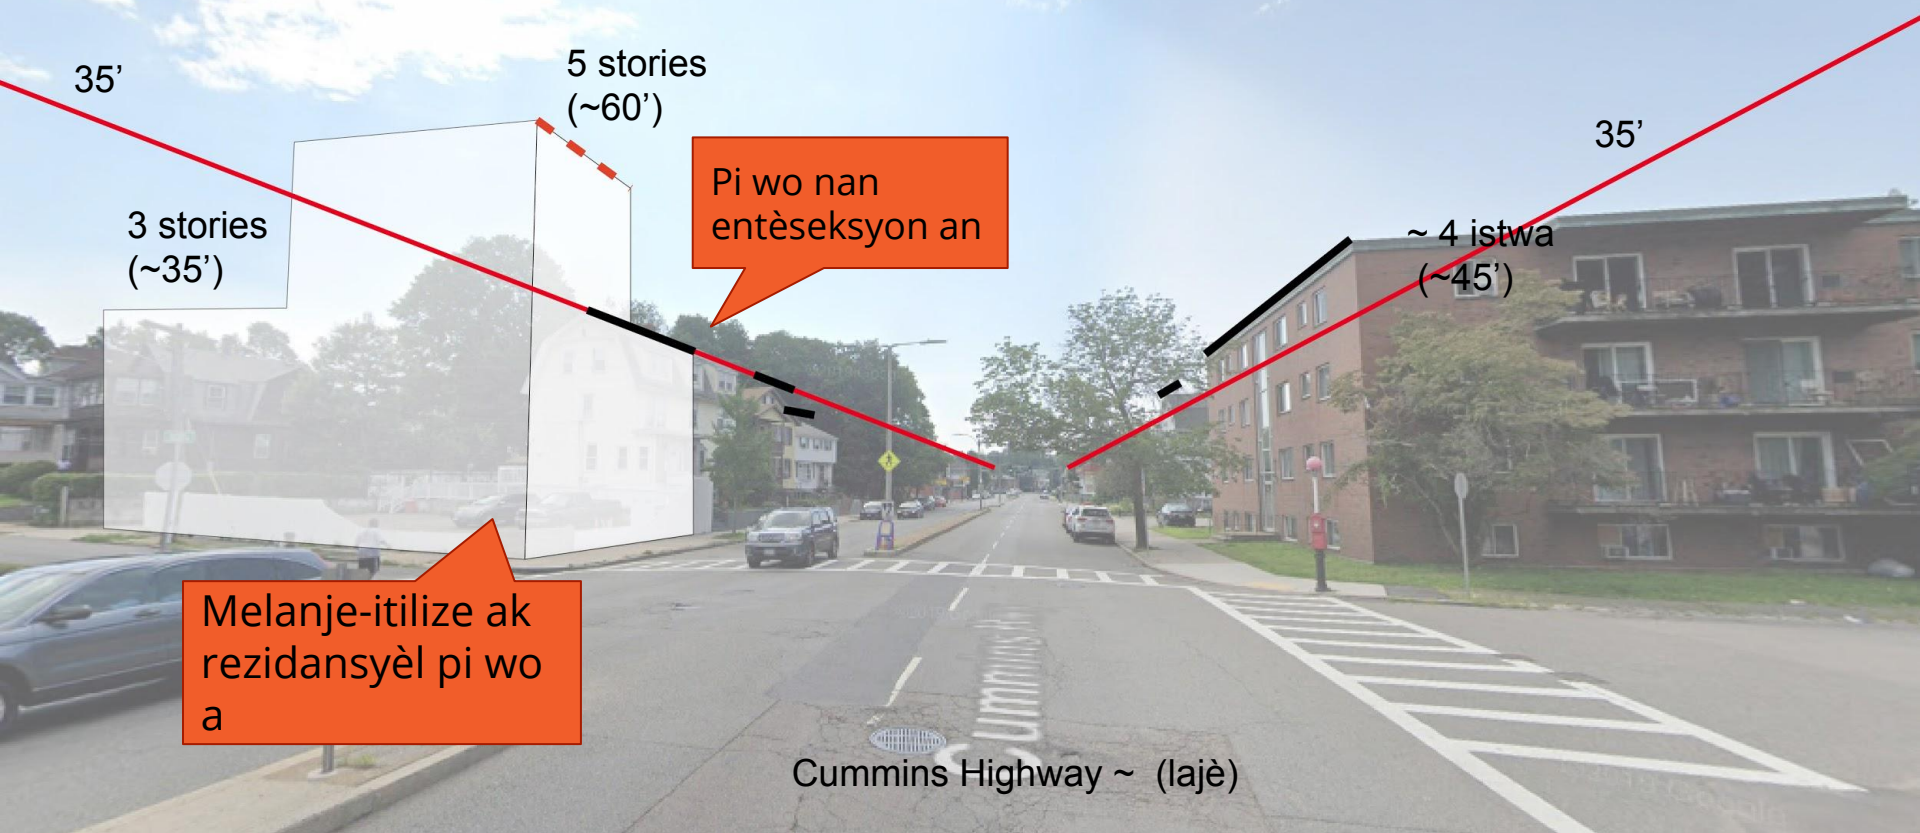 35’
5 stories
(~60’)
35’
Pi wo nan
entèseksyon an
3 stories
(~35’)
~ 4 istwa
(~45’)
Melanje-itilize ak
rezidansyèl pi wo
a
Cummins Highway ~  (lajè)